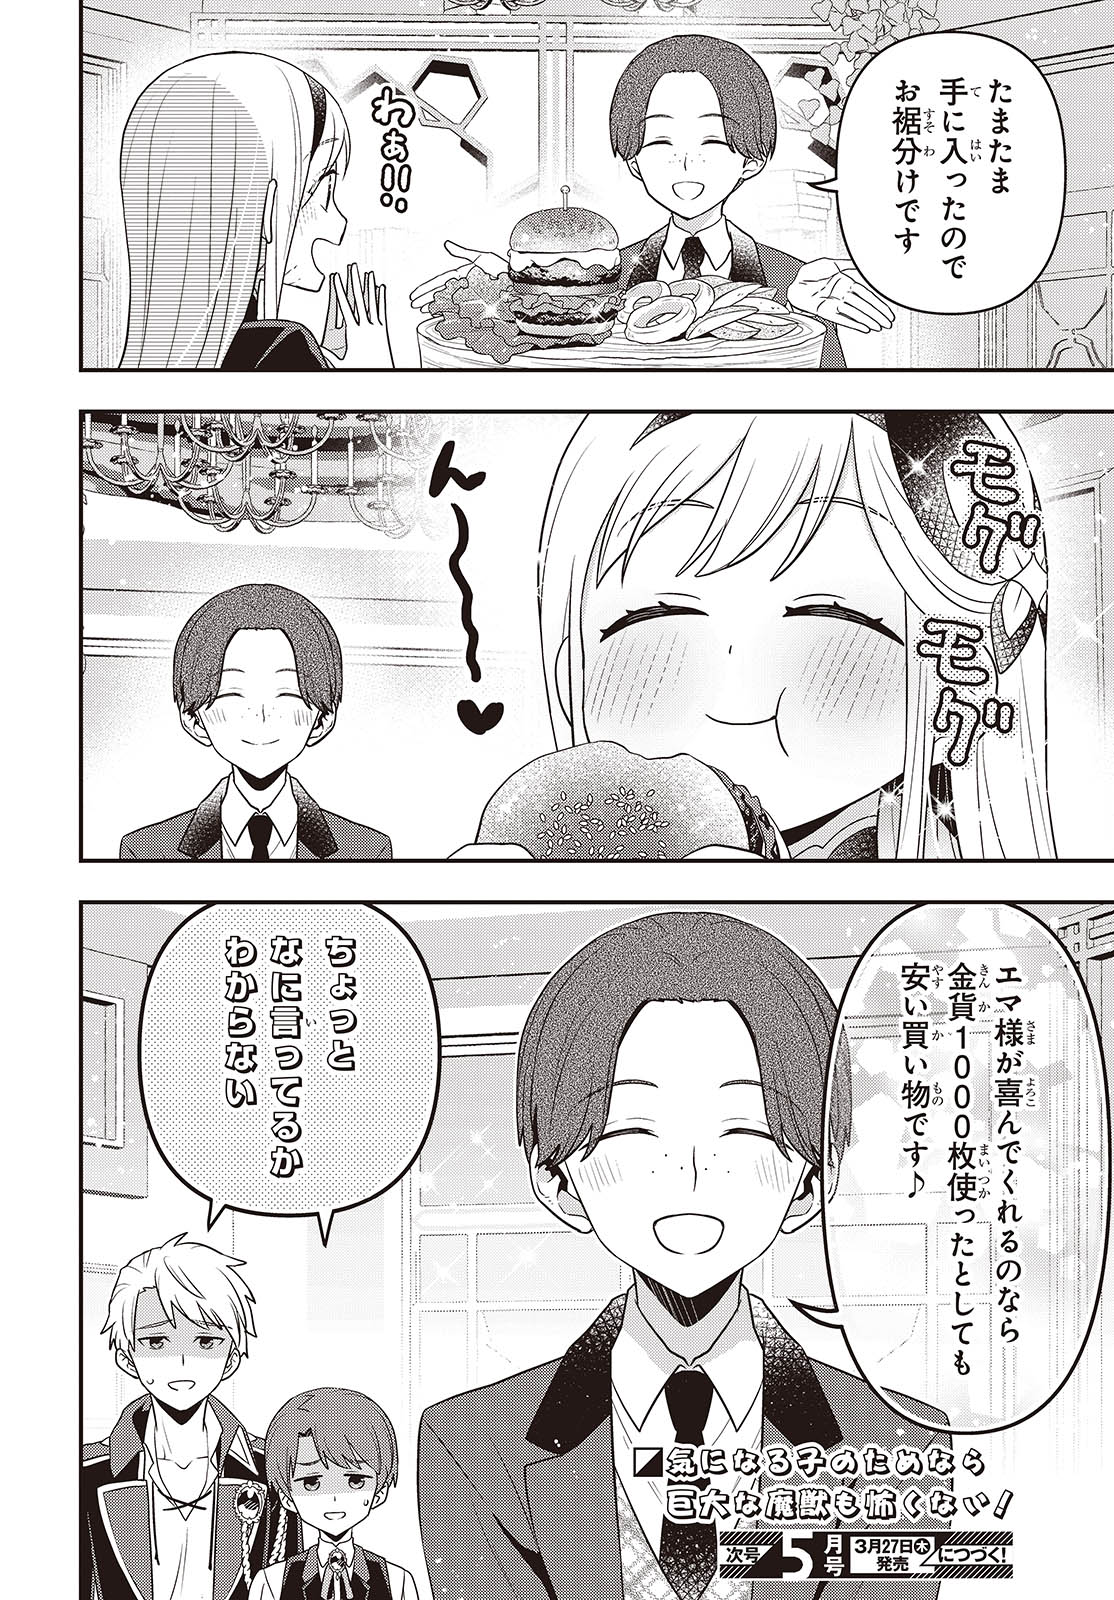 たまたま
手に入ったので
お裾分けです
わぁ!!
モグ
モグ
ん～
エマ様が喜んでくれるのなら
金貨1000枚使ったとしても
安い買い物です♪
ちょっと
なに言ってるか
わからない
気になる子のためなら
巨大な魔獣も怖くない!
次号5月号3月27日㊍発売につづく!